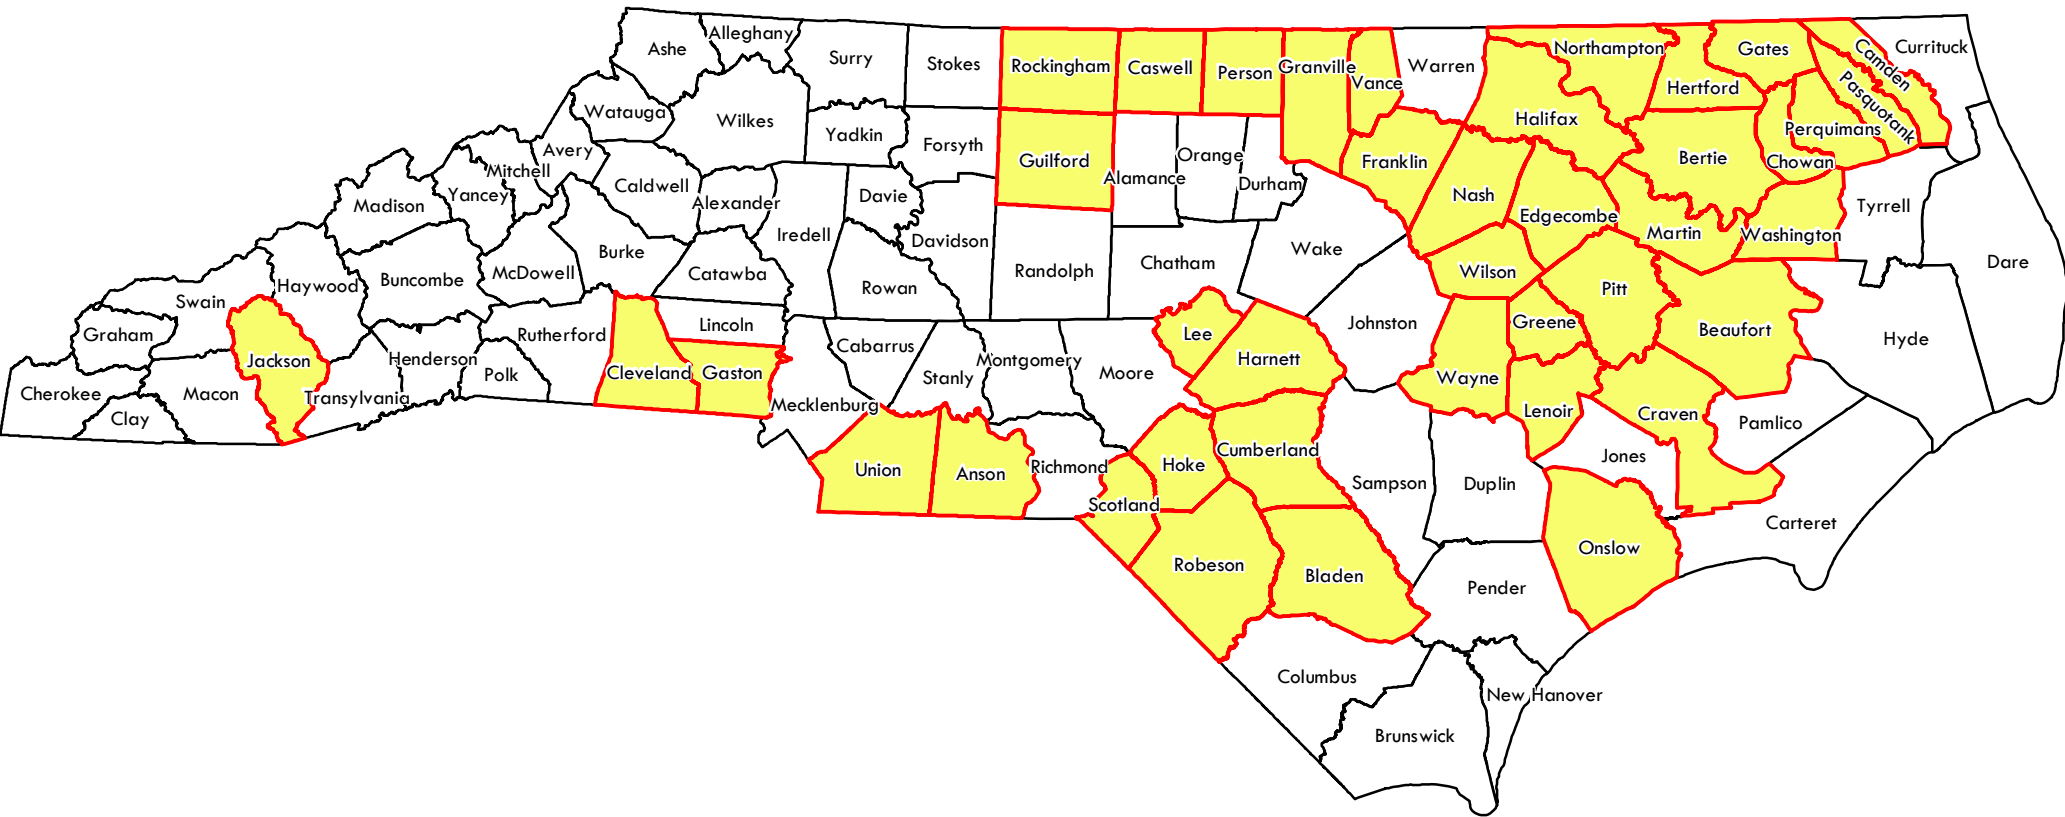 Ashe
Alleghany
Surry
Stokes
Rockingham
Caswell
Person
Granville
Vance
Warren
Northampton
Gates
Camden
Currituck
Hertford
Pasquotank
Watauga
Wilkes
Yadkin
Forsyth
Guilford
Alamance
Orange
Durham
Franklin
Halifax
Bertie
Perquimans
Chowan
Avery
Mitchell
Yancey
Madison
Caldwell
Alexander
Davie
Iredell
Davidson
Nash
Edgecombe
Martin
Washington
Tyrrell
Dare
Wake
Chatham
Randolph
Rowan
Catawba
Burke
McDowell
Buncombe
Haywood
Swain
Graham
Jackson
Wilson
Pitt
Greene
Beaufort
Hyde
Johnston
Lee
Harnett
Wayne
Lincoln
Rutherford
Henderson
Polk
Cleveland
Gaston
Cabarrus
Stanly
Montgomery
Moore
Cherokee
Clay
Macon
Transylvania
Mecklenburg
Lenoir
Craven
Pamlico
Jones
Union
Anson
Richmond
Scotland
Hoke
Cumberland
Sampson
Duplin
Onslow
Carteret
Robeson
Bladen
Pender
Columbus
Brunswick
New Hanover